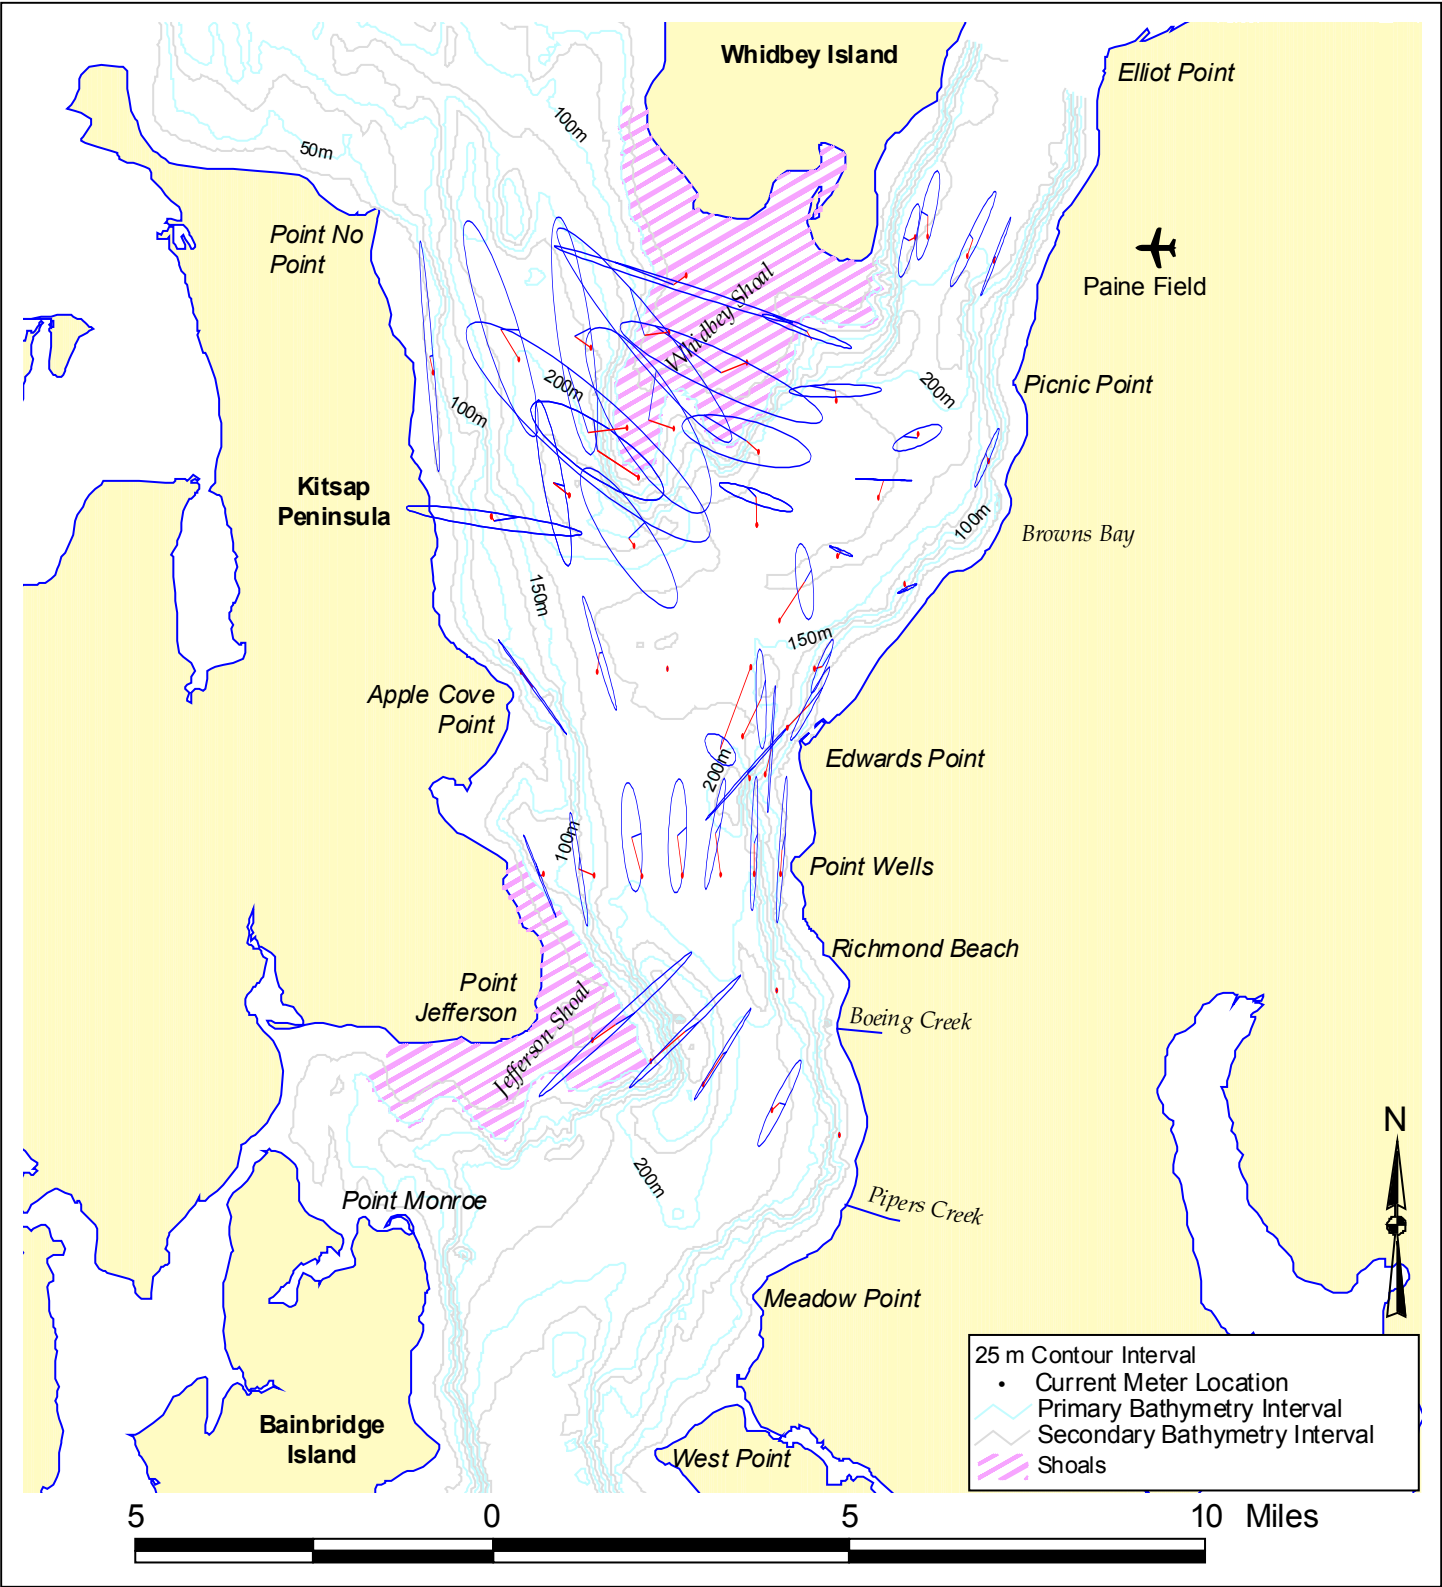 Whidbey Island
Elliot Point
100m
50m
Point No
Point
Whidbey Shoal
Paine Field
200m
100m
200m
Picnic Point
Kitsap
Peninsula
100m
Browns Bay
150m
150m
Apple Cove
Point
200m
Edwards Point
100m
Point Wells
Richmond Beach
Point
Jefferson
Jefferson Shoal
Boeing Creek
N
200m
Point Monroe
Pipers Creek
Meadow Point
25 m Contour Interval
Current Meter Location
Primary Bathymetry Interval
Secondary Bathymetry Interval
Shoals
Bainbridge
Island
West Point
5 0 5 10 Miles